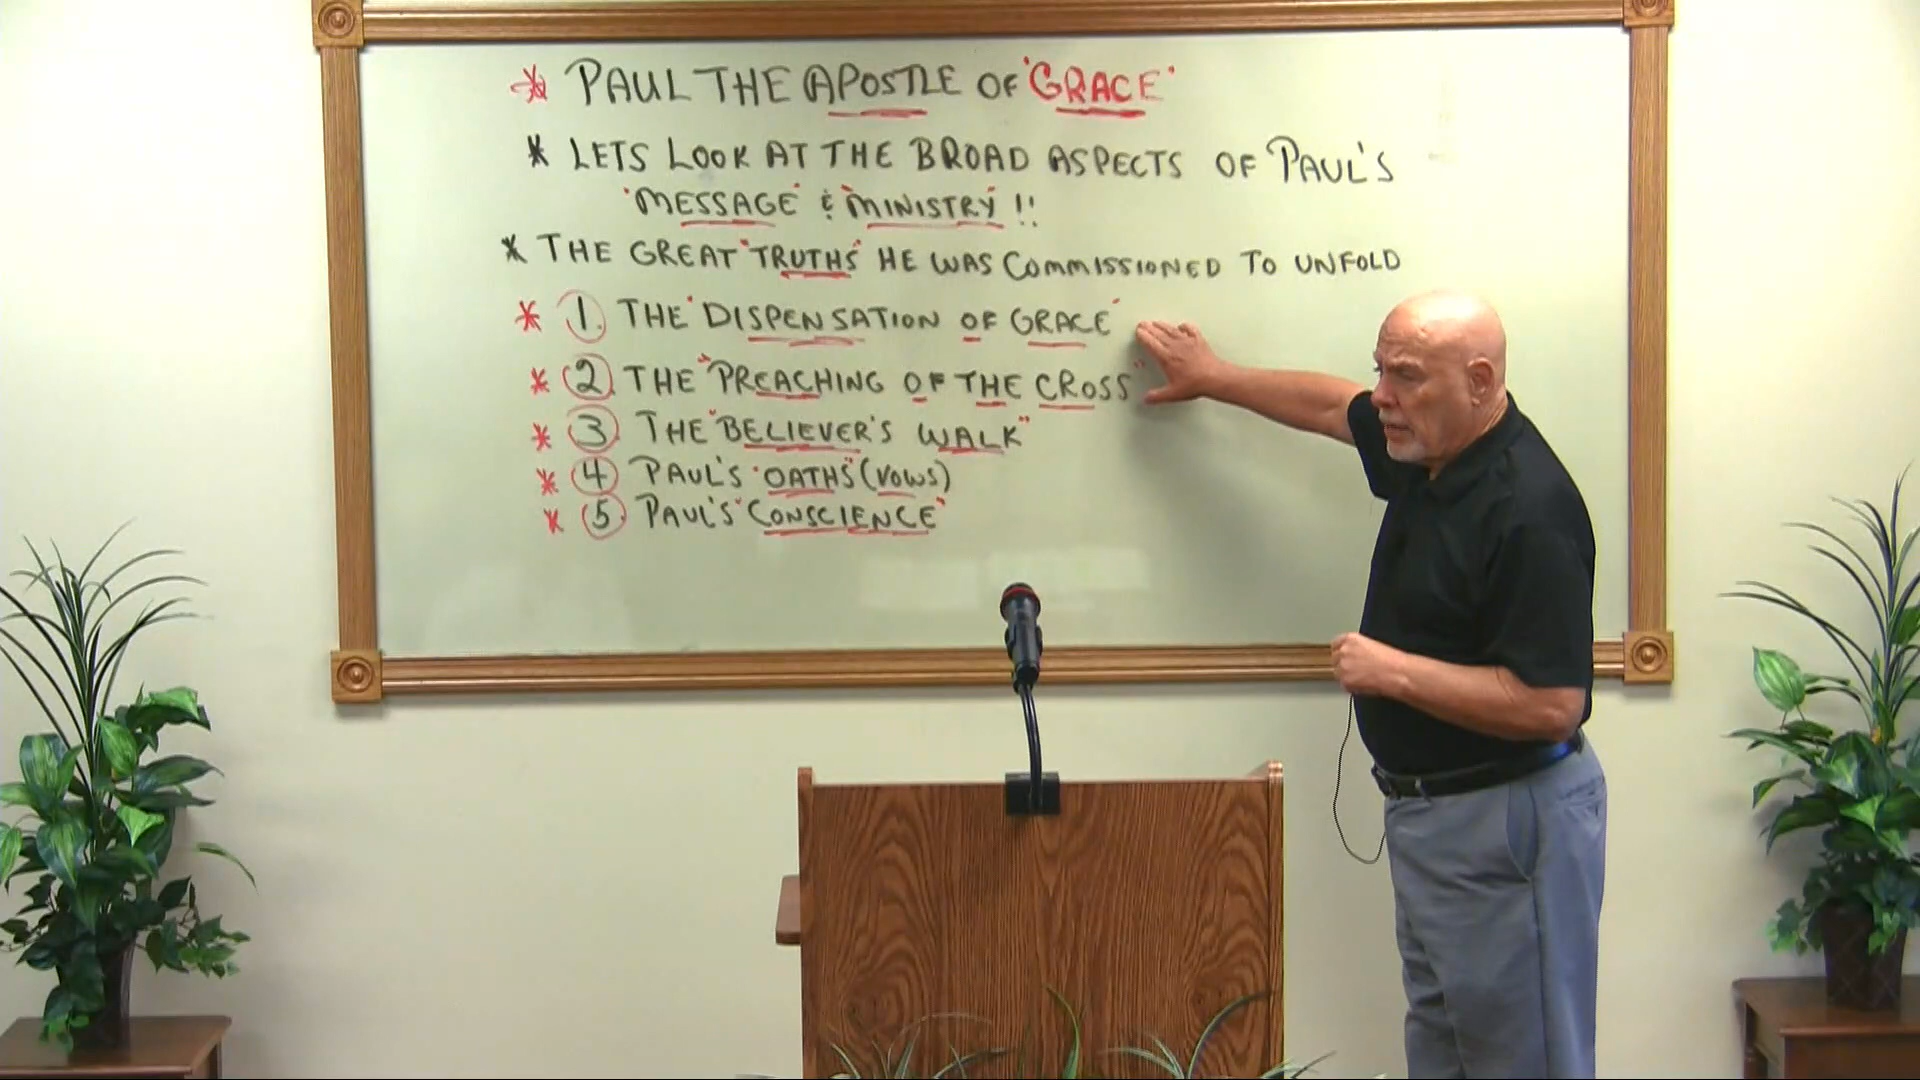 * PAUL THE APOSTLE OF "GRACE"
* LETS LOOK AT THE BROAD ASPECTS OF PAUL'S
"MESSAGE" & "MINISTRY" !!
* THE GREAT "TRUTHS" HE WAS COMMISSIONED TO UNFOLD
* 1. THE "DISPENSATION OF GRACE"
* 2. THE "PREACHING OF THE CROSS"
* 3. THE "BELIEVER'S WALK"
* 4. PAUL'S "OATHS" (VOWS)
* 5. PAUL'S "CONSCIENCE"